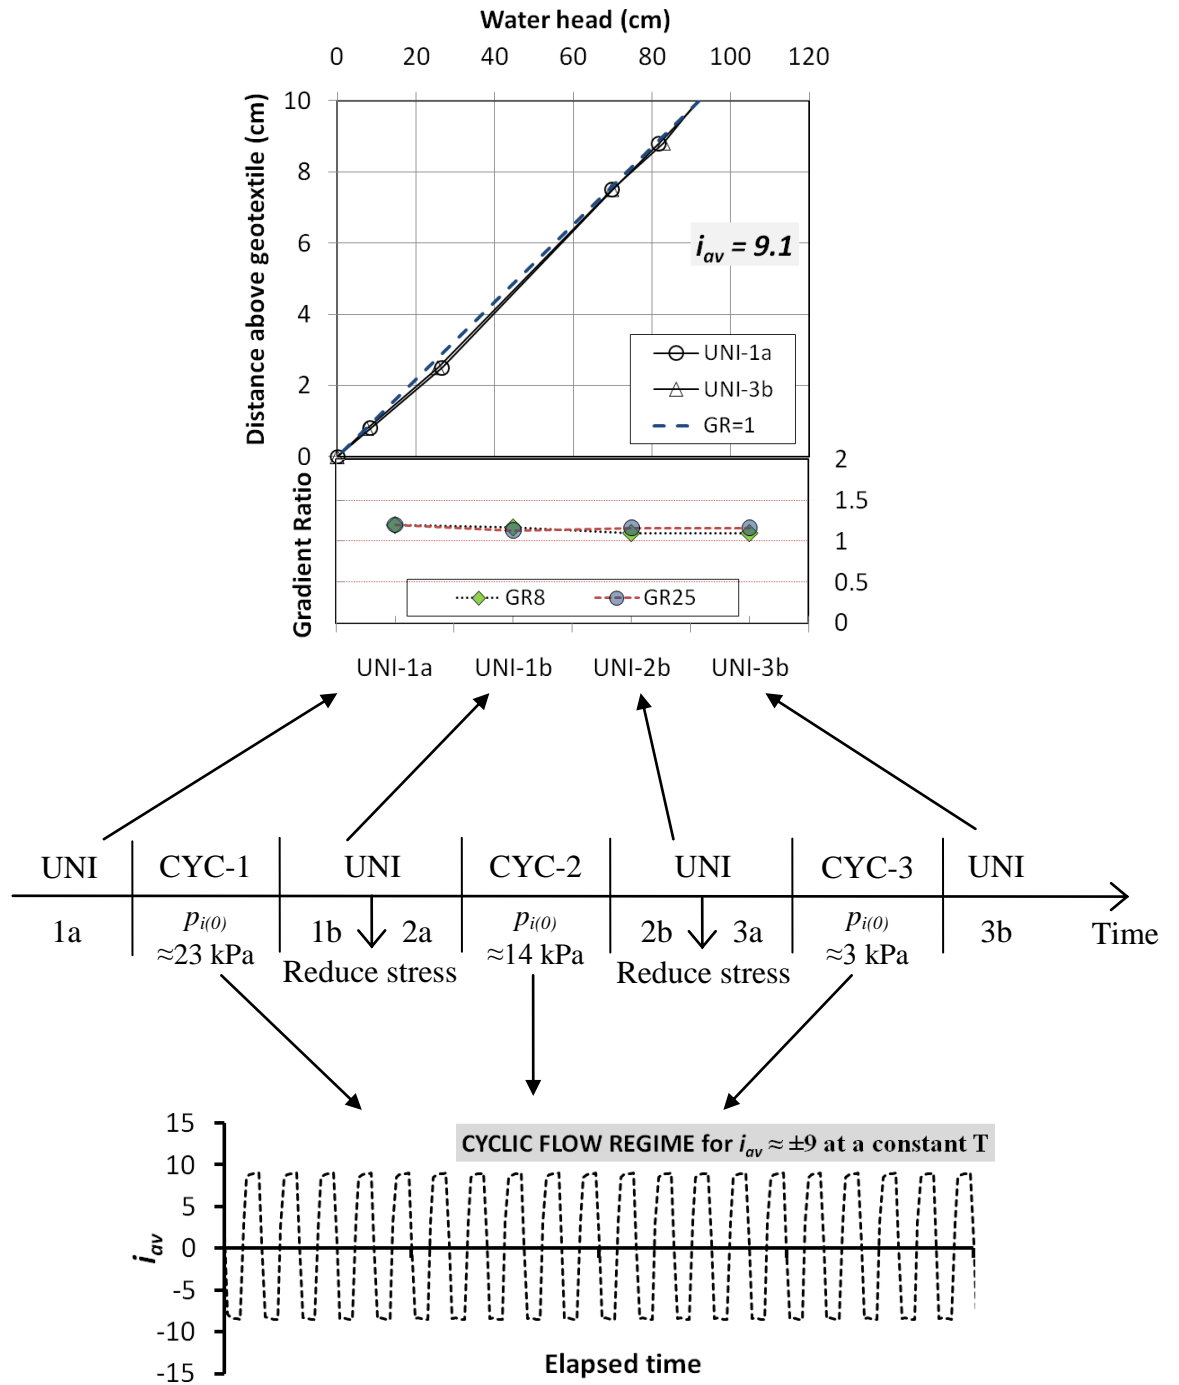 Water head (cm)
0 20 40 60 80 100 120
Distance above geotextile (cm)
10
8
6
4
2
0
i_av = 9.1
UNI-1a
UNI-3b
GR=1
Gradient Ratio
2
1.5
1
0.5
0
GR8 GR25
UNI-1a UNI-1b UNI-2b UNI-3b
UNI CYC-1 UNI CYC-2 UNI CYC-3 UNI
1a p_i(0) 1b 2a p_i(0) 2b 3a p_i(0) 3b Time
≈23 kPa Reduce stress ≈14 kPa Reduce stress ≈3 kPa
CYCLIC FLOW REGIME for i_av ≈ ±9 at a constant T
i_av
15
10
5
0
-5
-10
-15
Elapsed time